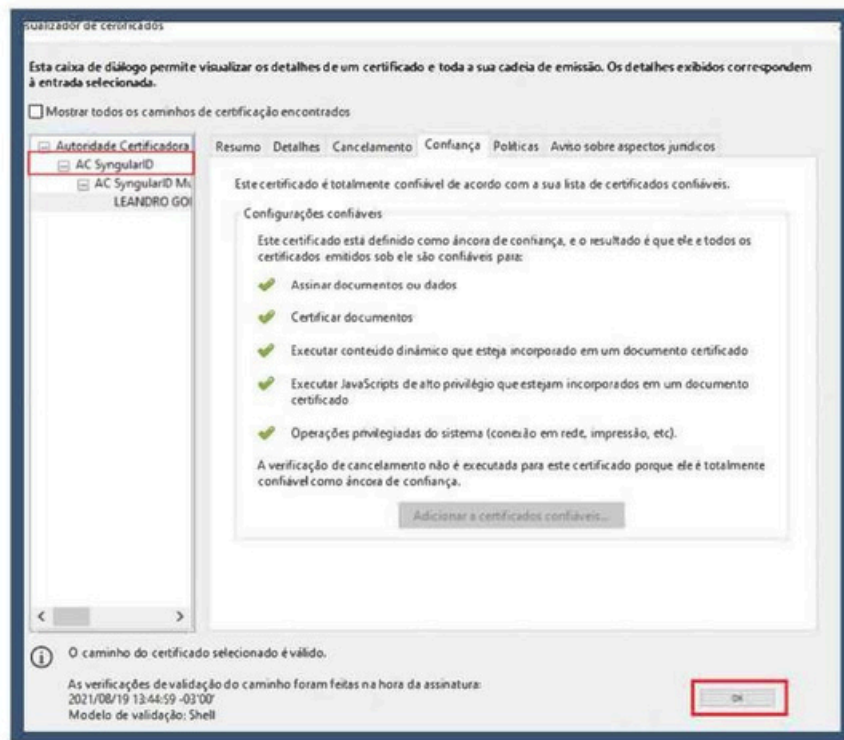 sualizador de certificados
Esta caixa de diálogo permite visualizar os detalhes de um certificado e toda a sua cadeia de emissão. Os detalhes exibidos correspondem
à entrada selecionada.
Mostrar todos os caminhos de certificação encontrados
Autoridade Certificadora
AC SyngularID
AC SyngularID Mu
LEANDRO GOI
Resumo Detalhes Cancelamento Confiança Políticas Aviso sobre aspectos jurídicos
Este certificado é totalmente confiável de acordo com a sua lista de certificados confiáveis.
Configurações confiáveis
Este certificado está definido como âncora de confiança, e o resultado é que ele e todos os
certificados emitidos sob ele são confiáveis para:
Assinar documentos ou dados
Certificar documentos
Executar conteúdo dinâmico que esteja incorporado em um documento certificado
Executar JavaScripts de alto privilégio que estejam incorporados em um documento
certificado
Operações privilegiadas do sistema (conexão em rede, impressão, etc).
A verificação de cancelamento não é executada para este certificado porque ele é totalmente
confiável como âncora de confiança.
Adicionar a certificados confiáveis...
O caminho do certificado selecionado é válido.
As verificações de validação do caminho foram feitas na hora da assinatura:
2021/08/19 13:44:59 -03'00'
Modelo de validação: Shell
OK